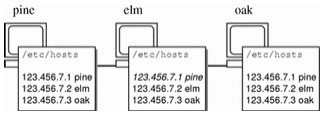 pine elm oak
/etc/hosts /etc/hosts /etc/hosts
123.456.7.1 pine 123.456.7.1 pine 123.456.7.1 pine
123.456.7.2 elm 123.456.7.2 elm 123.456.7.2 elm
123.456.7.3 oak 123.456.7.3 oak 123.456.7.3 oak